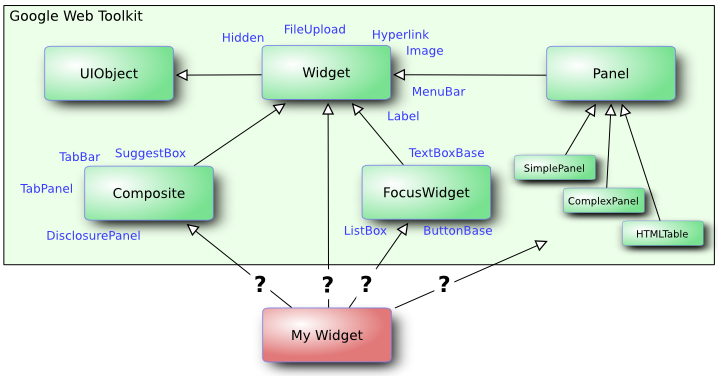 Google Web Toolkit
FileUpload
Hidden
Hyperlink
Image
UIObject
Widget
Panel
MenuBar
Label
TabBar
SuggestBox
TextBoxBase
SimplePanel
TabPanel
Composite
FocusWidget
ComplexPanel
DisclosurePanel
ListBox
ButtonBase
HTMLTable
?
?
?
?
My Widget